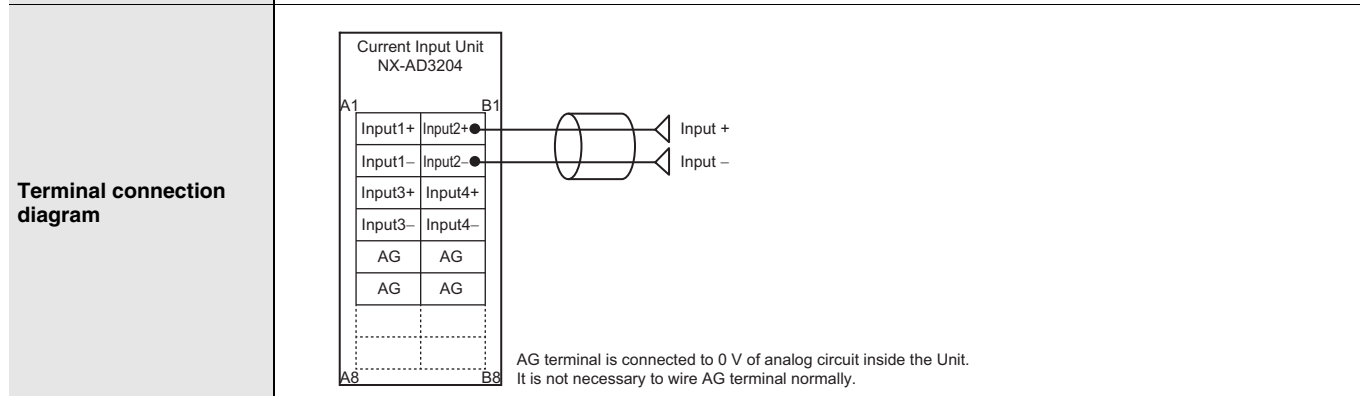 Terminal connection
diagram
Current Input Unit
NX-AD3204
A1 B1
Input1+ Input2+ Input +
Input1– Input2– Input –
Input3+ Input4+
Input3– Input4–
AG AG
AG AG
A8 B8
AG terminal is connected to 0 V of analog circuit inside the Unit.
It is not necessary to wire AG terminal normally.